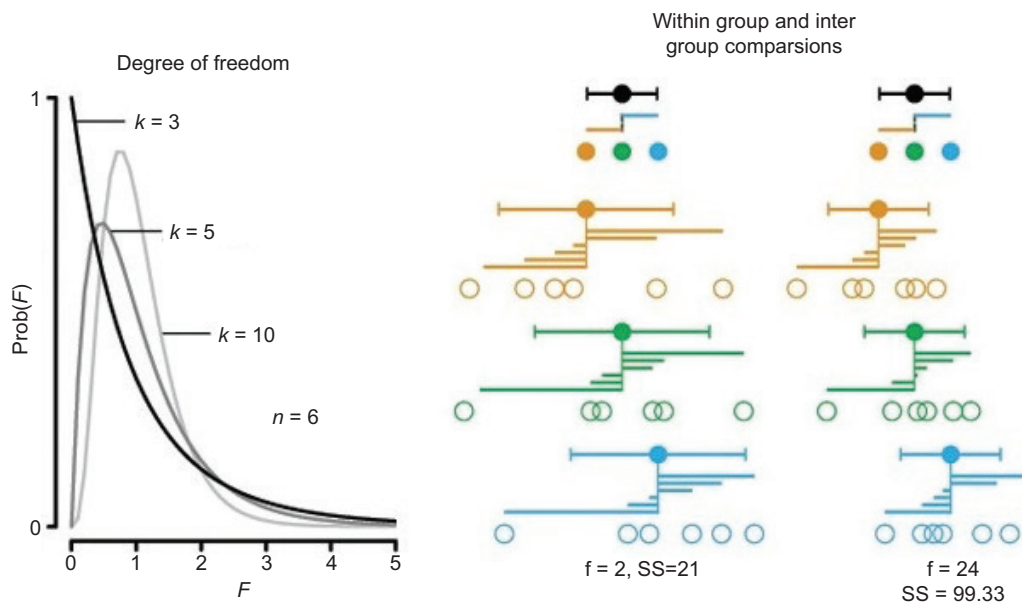 Degree of freedom
1
k = 3
k = 5
k = 10
n = 6
Prob(F)
0
0 1 2 3 4 5
F
Within group and inter
group comparsions
f = 2, SS=21
f = 24
SS = 99.33